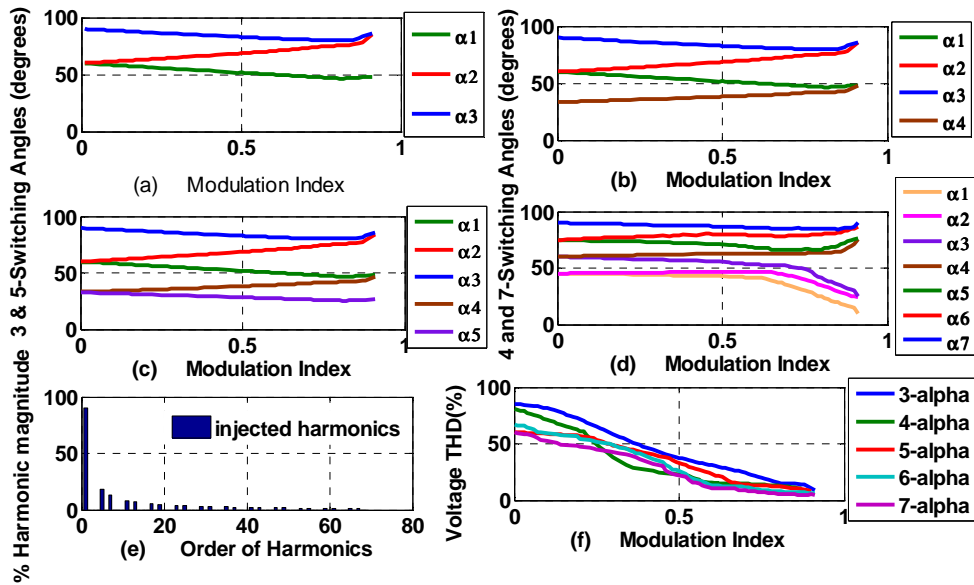 3 & 5-Switching Angles (degrees)
100
50
0
0
0.5
1
(a) Modulation Index
α1
α2
α3
4 and 7-Switching Angles (degrees)
100
50
0
0
0.5
1
(b) Modulation Index
α1
α2
α3
α4
100
50
0
0
0.5
1
(c) Modulation Index
α1
α2
α3
α4
α5
100
50
0
0
0.5
1
(d) Modulation Index
α1
α2
α3
α4
α5
α6
α7
% Harmonic magnitude
100
50
0
0
20
40
60
80
injected harmonics
(e) Order of Harmonics
Voltage THD(%)
100
50
0
0
0.5
1
(f) Modulation Index
3-alpha
4-alpha
5-alpha
6-alpha
7-alpha